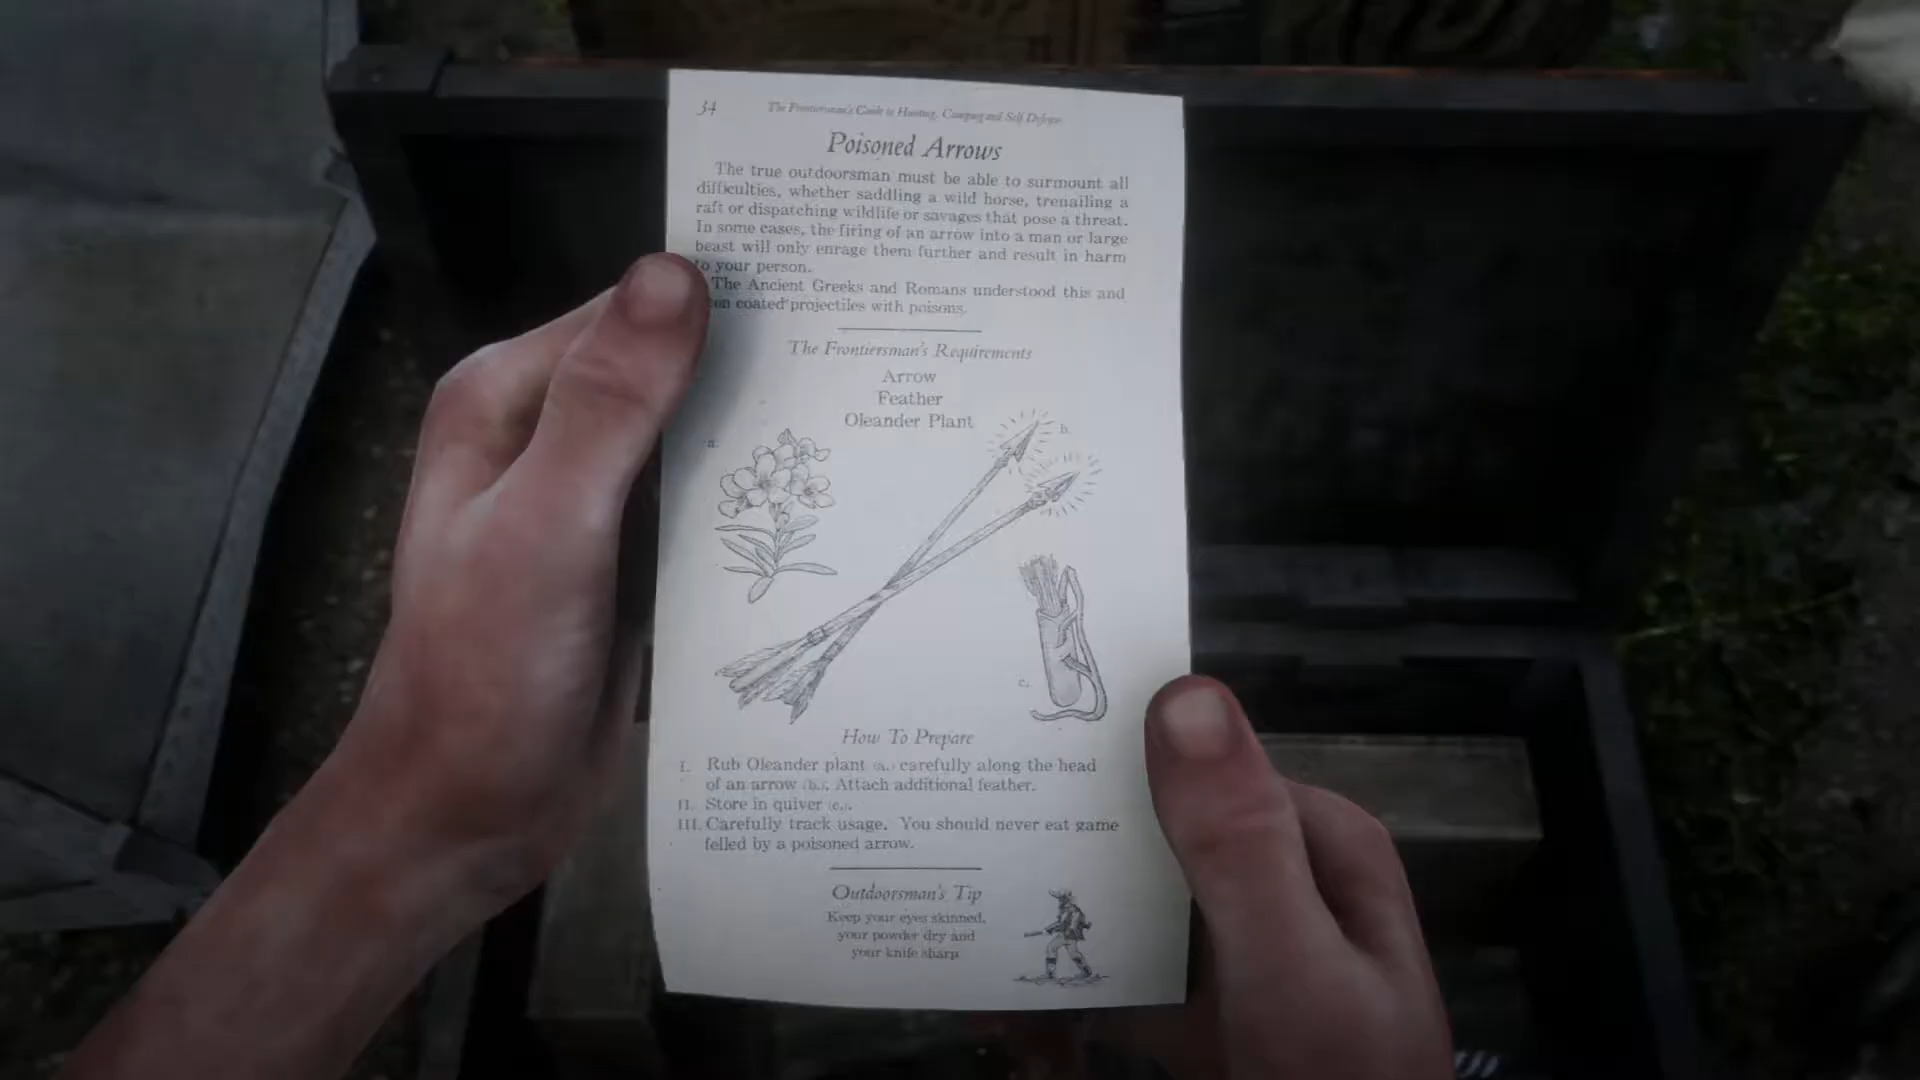 34
The Frontiersman's Guide to Hunting, Camping and Self Defense
Poisoned Arrows
The true outdoorsman must be able to surmount all
difficulties, whether saddling a wild horse, trenailing a
raft or dispatching wildlife or savages that pose a threat.
In some cases, the firing of an arrow into a man or large
beast will only enrage them further and result in harm
to your person.
The Ancient Greeks and Romans understood this and
coated projectiles with poisons.
The Frontiersman's Requirements
Arrow
Feather
Oleander Plant
a.
b.
c.
How To Prepare
I. Rub Oleander plant (a.) carefully along the head
of an arrow (b.). Attach additional feather.
II. Store in quiver (c.).
III. Carefully track usage. You should never eat game
felled by a poisoned arrow.
Outdoorsman's Tip
Keep your eyes skinned,
your powder dry and
your knife sharp